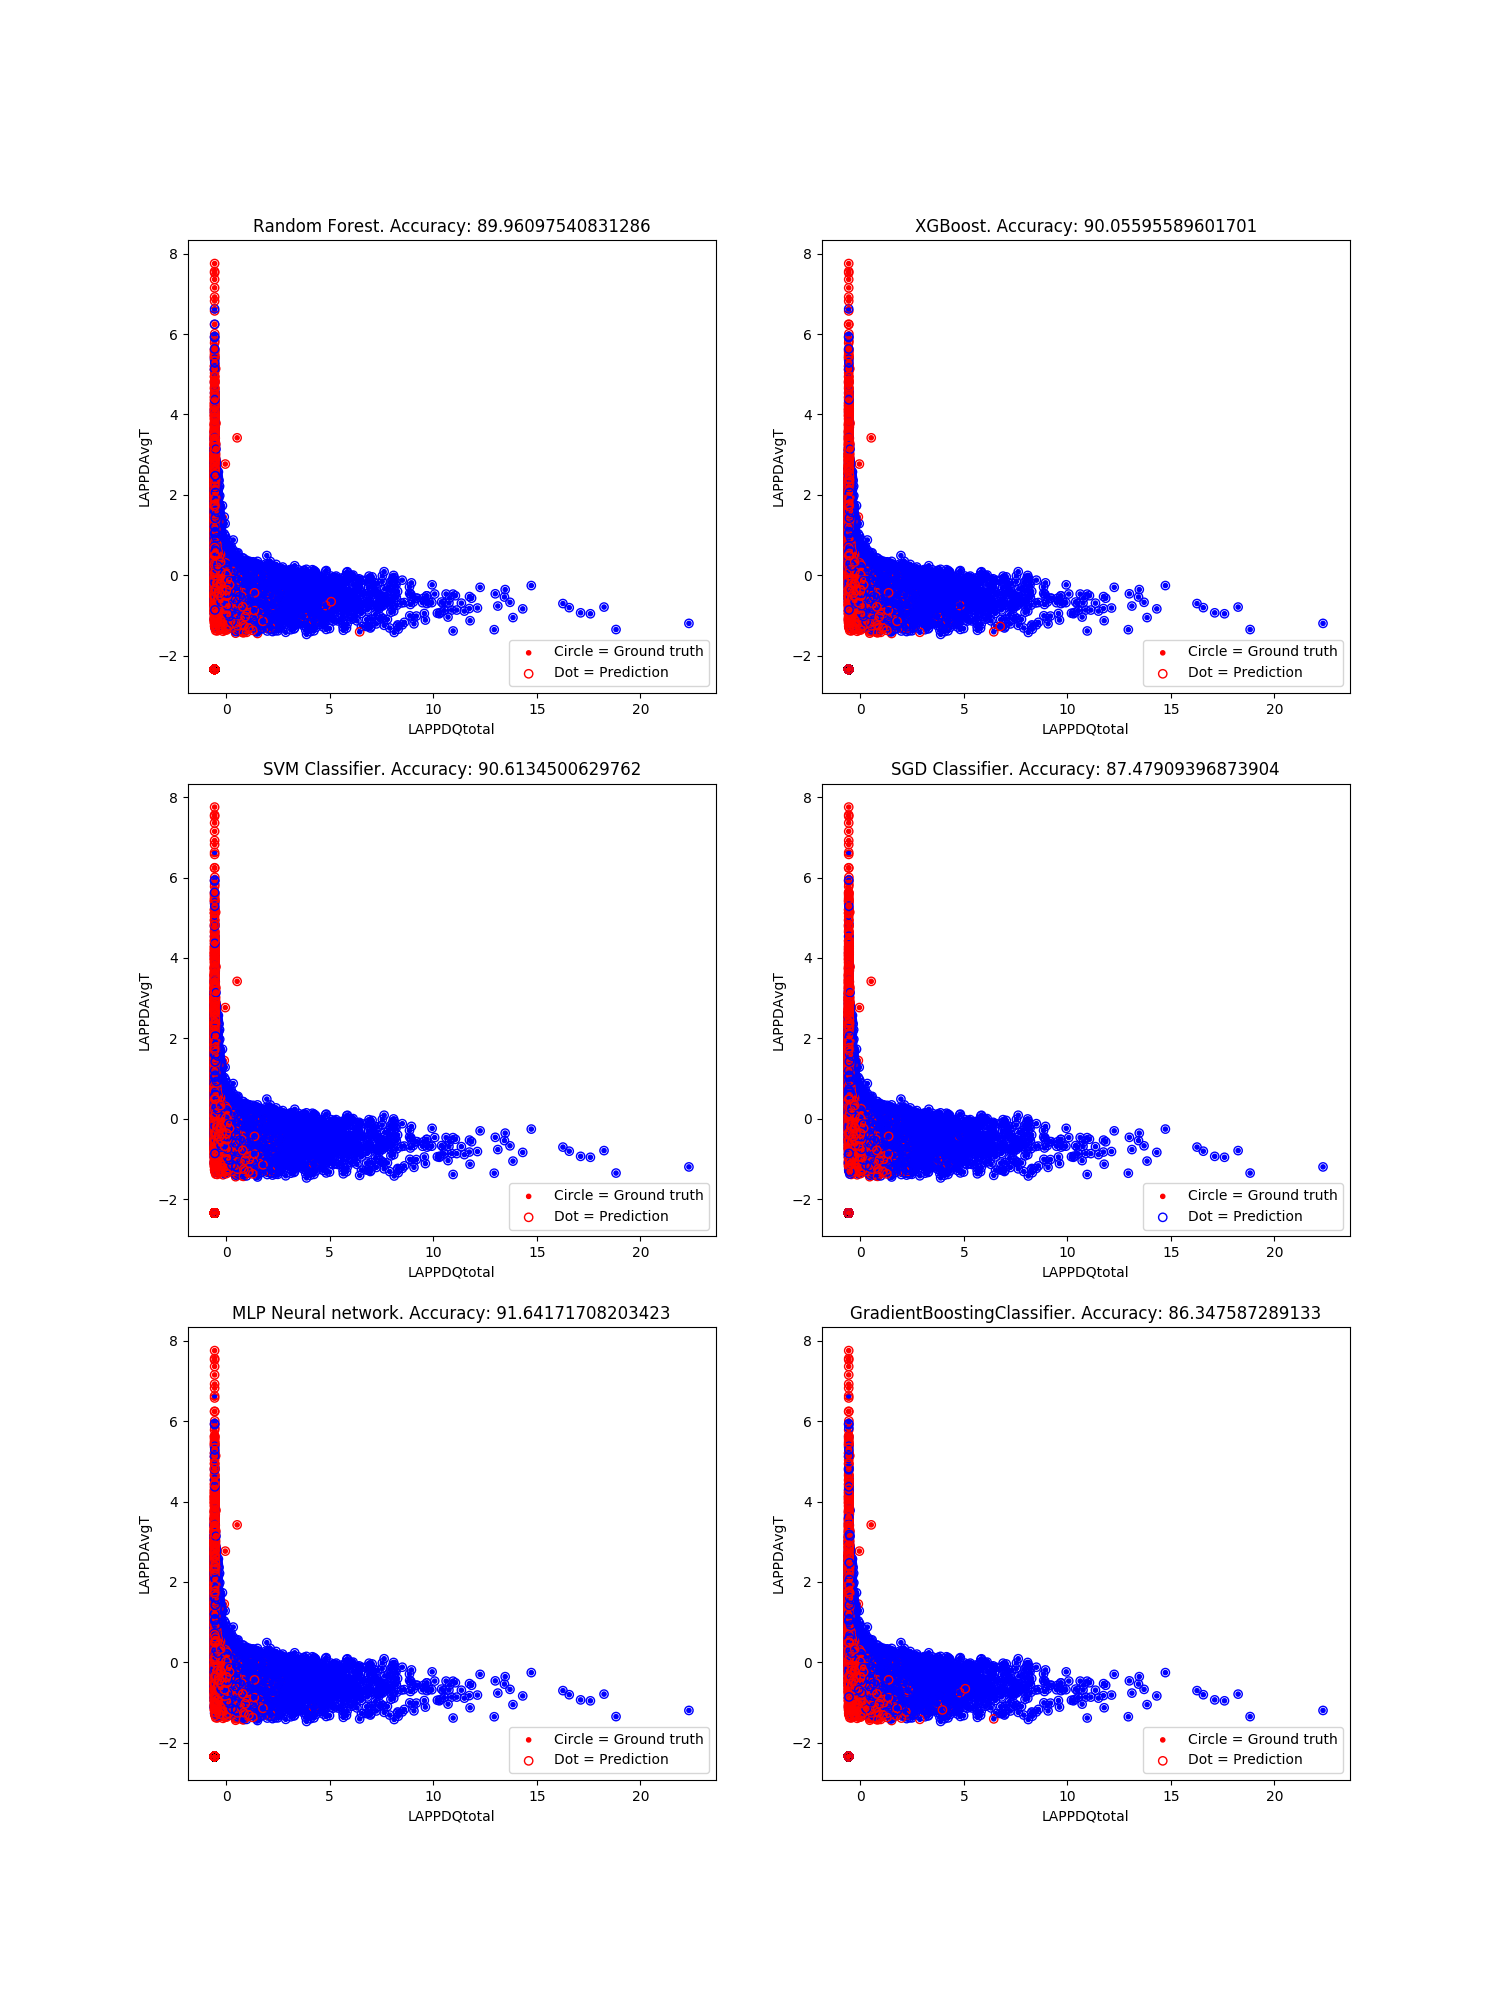 Random Forest. Accuracy: 89.96097540831286
8
6
4
2
0
−2
LAPPDAvgT
Circle = Ground truth
Dot = Prediction
0 5 10 15 20
LAPPDQtotal
XGBoost. Accuracy: 90.05595589601701
8
6
4
2
0
−2
LAPPDAvgT
Circle = Ground truth
Dot = Prediction
0 5 10 15 20
LAPPDQtotal
SVM Classifier. Accuracy: 90.6134500629762
8
6
4
2
0
−2
LAPPDAvgT
Circle = Ground truth
Dot = Prediction
0 5 10 15 20
LAPPDQtotal
SGD Classifier. Accuracy: 87.47909396873904
8
6
4
2
0
−2
LAPPDAvgT
Circle = Ground truth
Dot = Prediction
0 5 10 15 20
LAPPDQtotal
MLP Neural network. Accuracy: 91.64171708203423
8
6
4
2
0
−2
LAPPDAvgT
Circle = Ground truth
Dot = Prediction
0 5 10 15 20
LAPPDQtotal
GradientBoostingClassifier. Accuracy: 86.347587289133
8
6
4
2
0
−2
LAPPDAvgT
Circle = Ground truth
Dot = Prediction
0 5 10 15 20
LAPPDQtotal